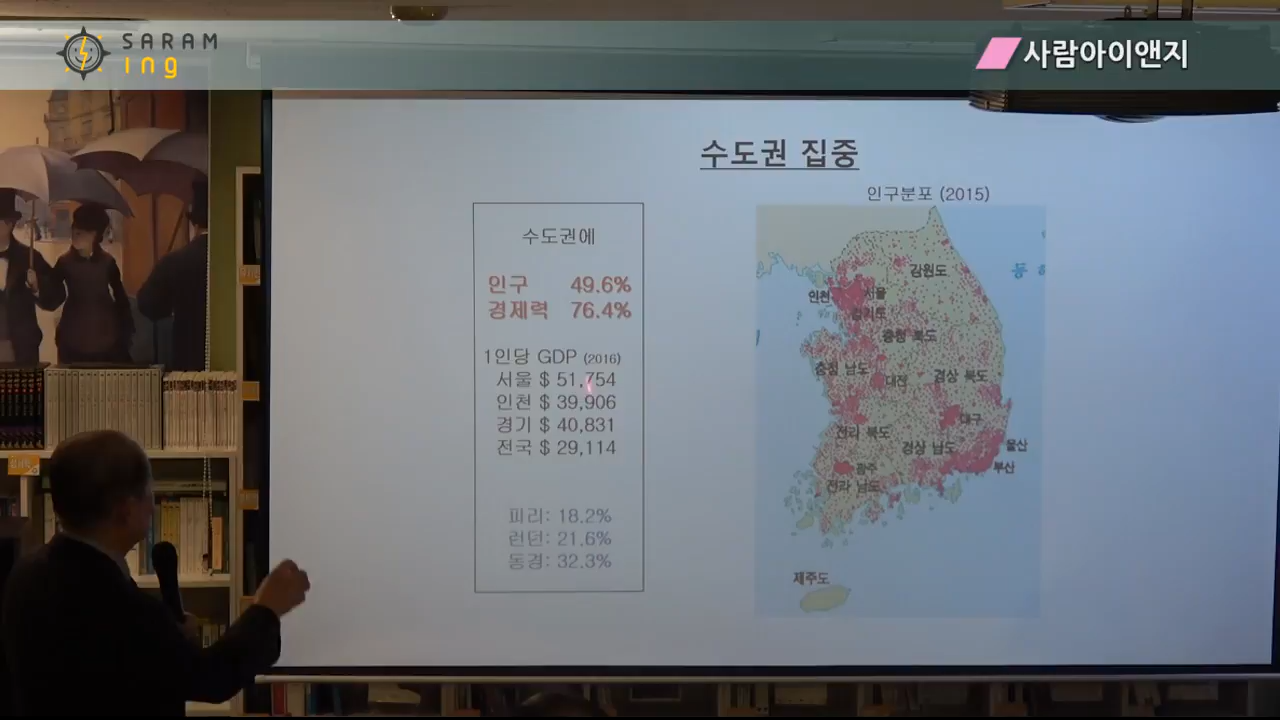 SARAM
ing
사람아이앤지
수도권 집중
인구분포 (2015)
수도권에
인구 49.6%
경제력 76.4%
1인당 GDP (2016)
서울 $ 51,754
인천 $ 39,906
경기 $ 40,831
전국 $ 29,114
피리: 18.2%
런던: 21.6%
동경: 32.3%
강원도
동해
인천
서울
경기도
충청 북도
충청 남도
대전
경상 북도
대구
전라 북도
경상 남도
울산
부산
광주
전라 남도
제주도